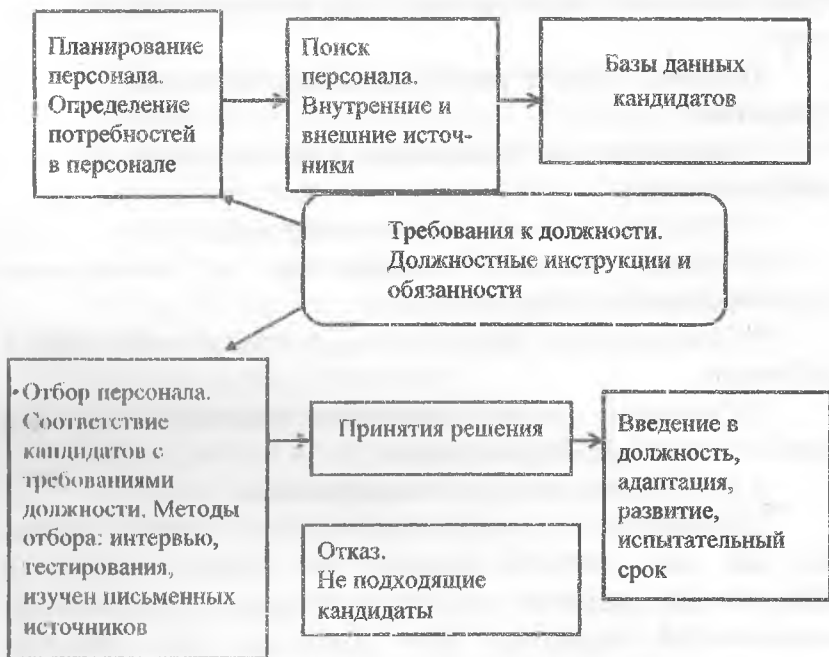 Планирование
персонала.
Определение
потребностей
в персонале
Поиск
персонала.
Внутренние и
внешние источ-
ники
Базы данных
кандидатов
Требования к должности.
Должностные инструкции и
обязанности
•Отбор персонала.
Соответствие
кандидатов с
требованиями
должности. Методы
отбора: интервью,
тестирования,
изучен письменных
источников
Принятия решения
Введение в
должность,
адаптация,
развитие,
испытательный
срок
Отказ.
Не подходящие
кандидаты